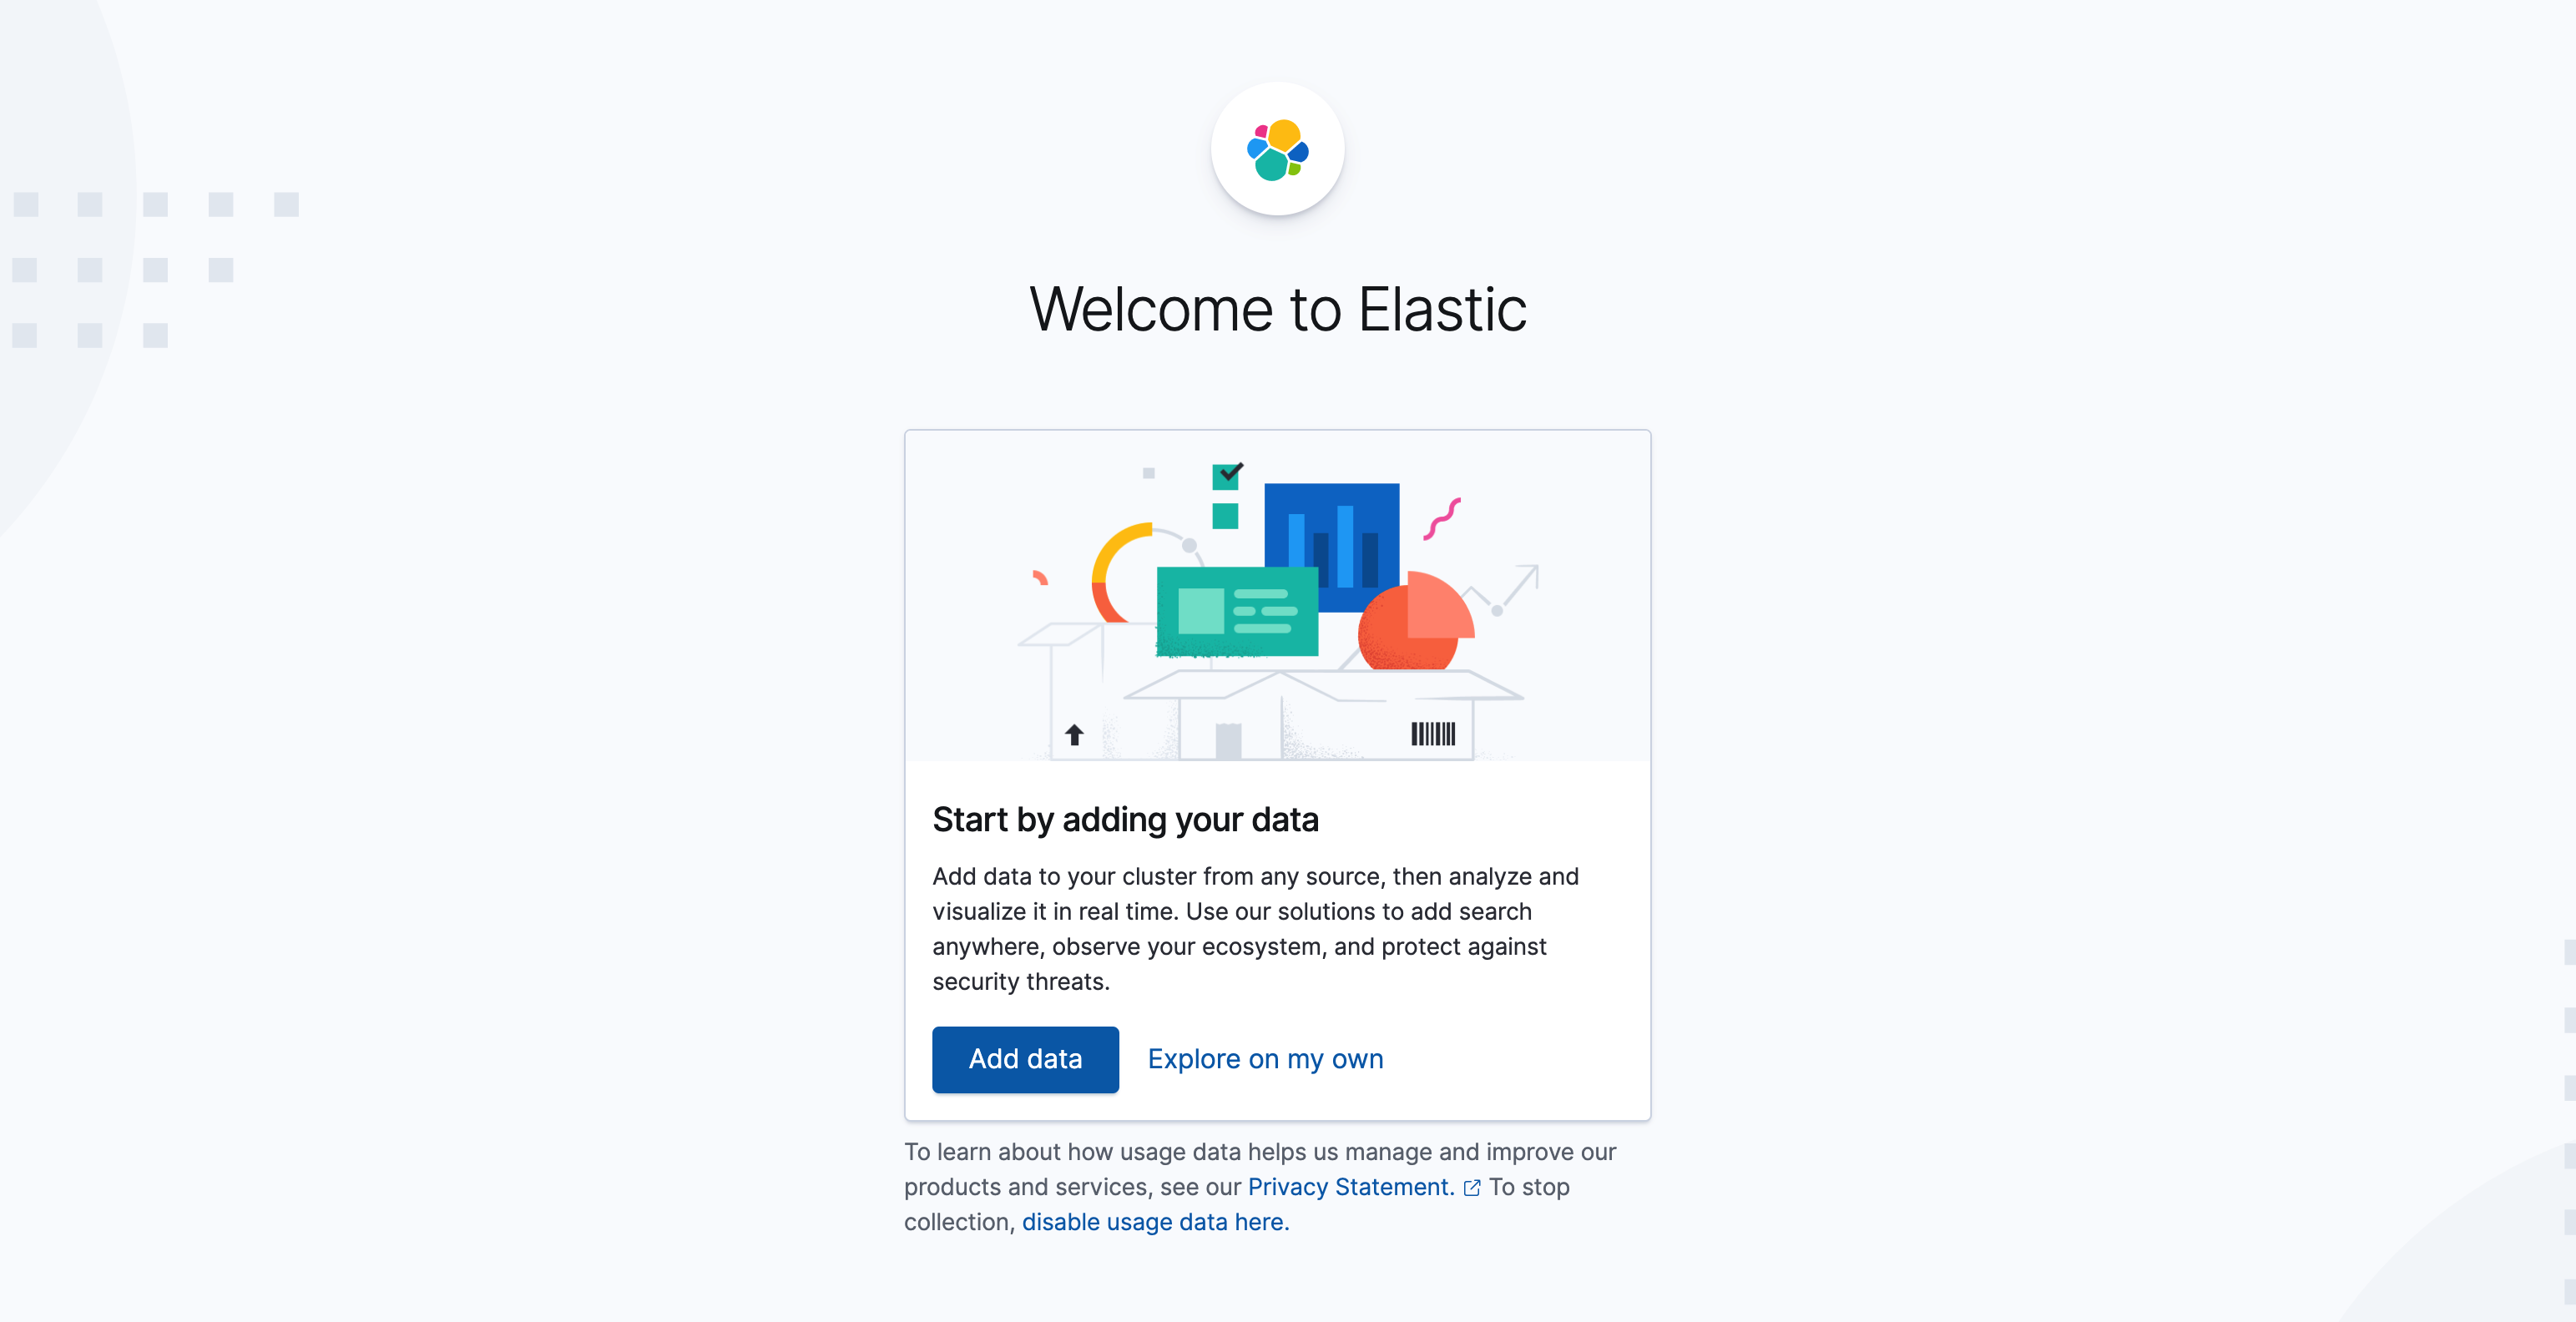 Welcome to Elastic
Start by adding your data
Add data to your cluster from any source, then analyze and
visualize it in real time. Use our solutions to add search
anywhere, observe your ecosystem, and protect against
security threats.
Add data
Explore on my own
To learn about how usage data helps us manage and improve our
products and services, see our Privacy Statement. To stop
collection, disable usage data here.